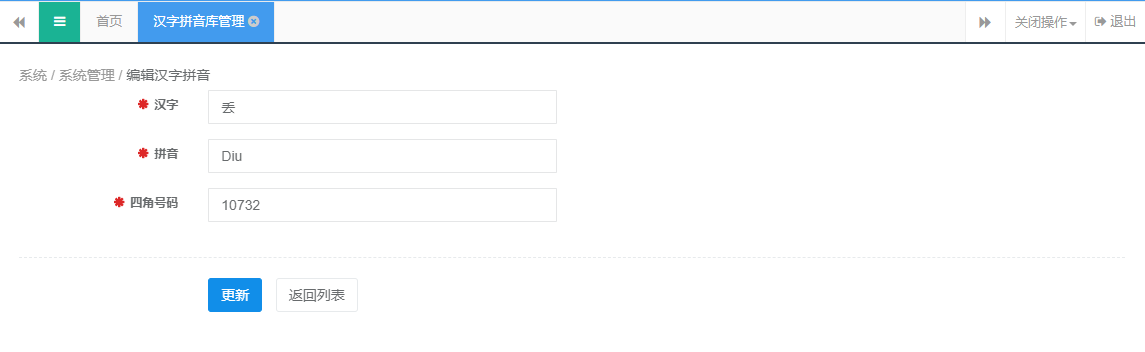 首页 汉字拼音库管理 关闭操作 退出
系统 / 系统管理 / 编辑汉字拼音
汉字 丢
拼音 Diu
四角号码 10732
更新 返回列表